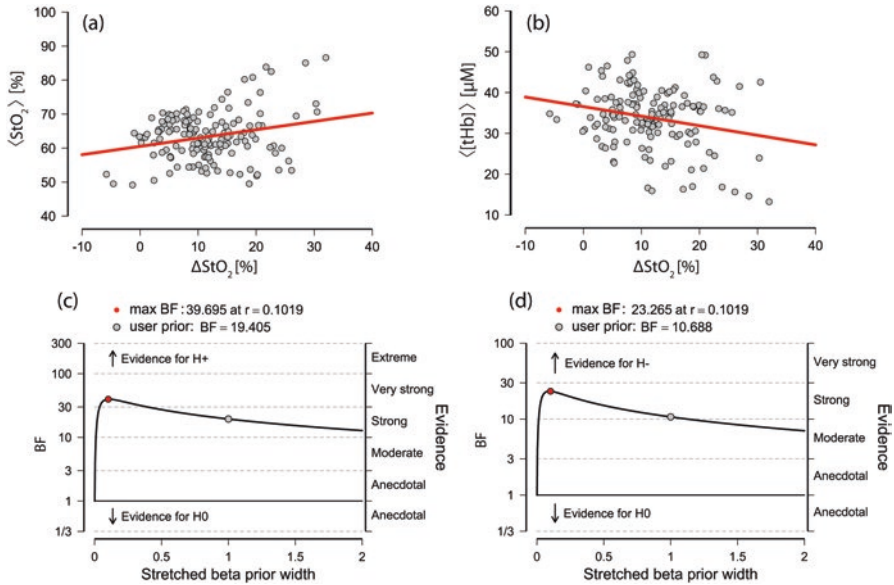 (a)
⟨StO₂⟩ [%]
100
90
80
70
60
50
40
-10 0 10 20 30 40
ΔStO₂[%]
(b)
⟨[tHb]⟩ [µM]
60
50
40
30
20
10
-10 0 10 20 30 40
ΔStO₂[%]
(c)
max BF: 39.695 at r = 0.1019
user prior: BF = 19.405
BF
300
100
30
10
3
1
1/3
↑ Evidence for H+
↓ Evidence for H0
Extreme
Very strong
Strong
Moderate
Anecdotal
Anecdotal
Evidence
0 0.5 1 1.5 2
Stretched beta prior width
(d)
max BF: 23.265 at r = 0.1019
user prior: BF = 10.688
BF
100
30
10
3
1
1/3
↑ Evidence for H-
↓ Evidence for H0
Very strong
Strong
Moderate
Anecdotal
Anecdotal
Evidence
0 0.5 1 1.5 2
Stretched beta prior width